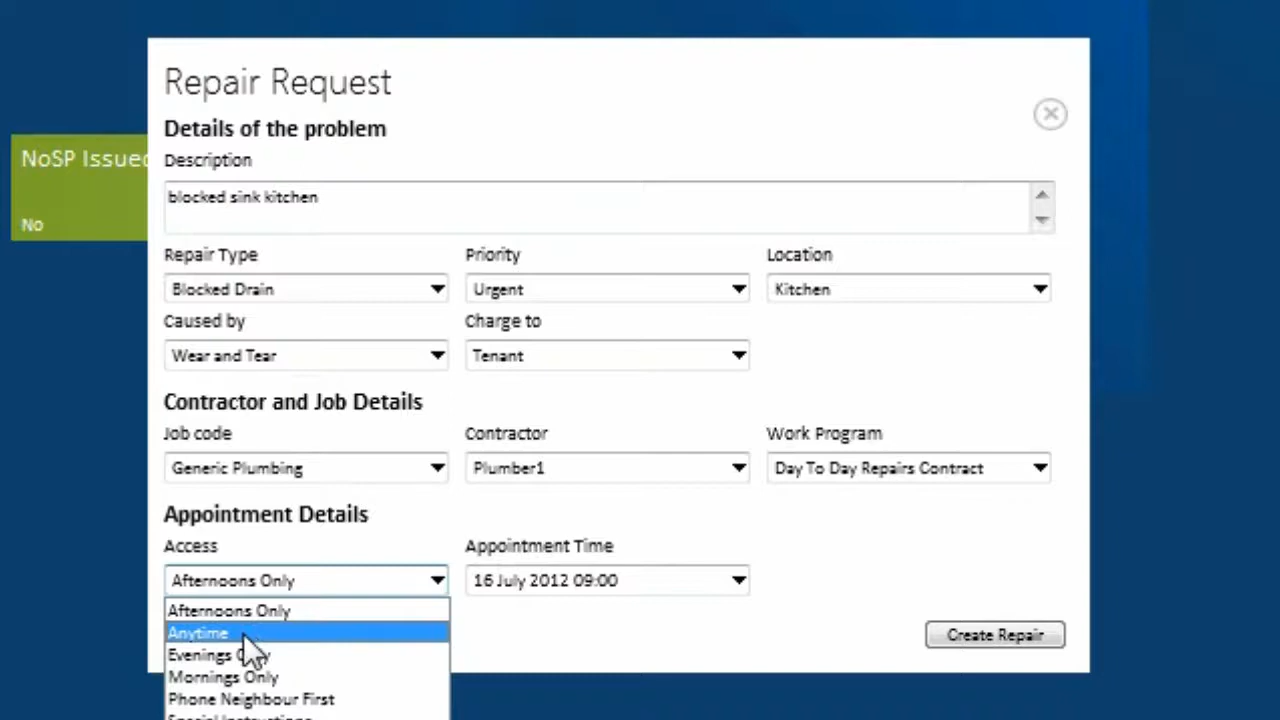 Repair Request
Details of the problem
NoSP Issued
Description
blocked sink kitchen
No
Repair Type Priority Location
Blocked Drain Urgent Kitchen
Caused by Charge to
Wear and Tear Tenant
Contractor and Job Details
Job code Contractor Work Program
Generic Plumbing Plumber1 Day To Day Repairs Contract
Appointment Details
Access Appointment Time
Afternoons Only 16 July 2012 09:00
Afternoons Only
Anytime
Create Repair
Evenings Only
Mornings Only
Phone Neighbour First
Special Instructions